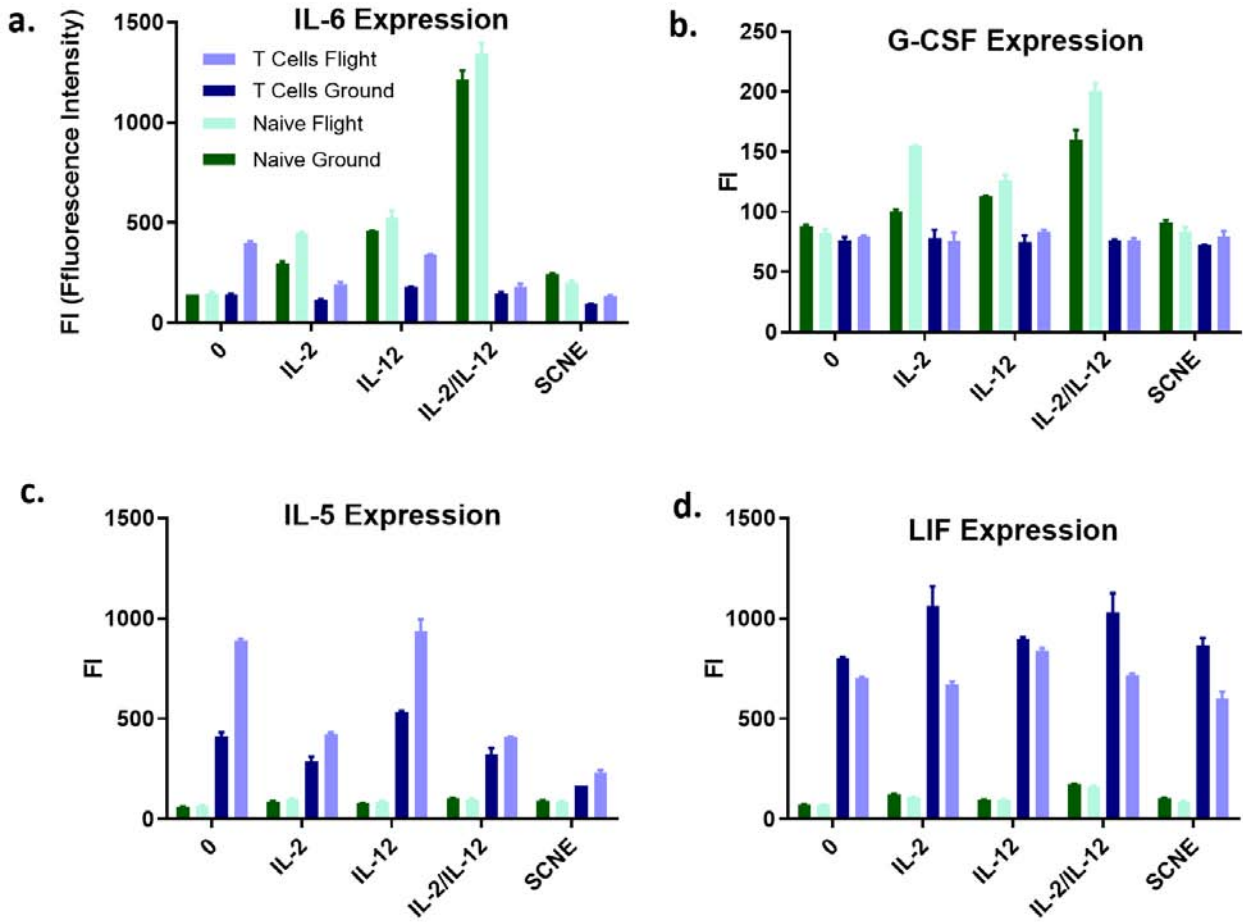 a.
IL-6 Expression
1500
1000
500
0
FI (Ffluorescence Intensity)
T Cells Flight
T Cells Ground
Naive Flight
Naive Ground
0
IL-2
IL-12
IL-2/IL-12
SCNE
b.
G-CSF Expression
250
200
150
100
50
0
FI
0
IL-2
IL-12
IL-2/IL-12
SCNE
c.
IL-5 Expression
1500
1000
500
0
FI
0
IL-2
IL-12
IL-2/IL-12
SCNE
d.
LIF Expression
1500
1000
500
0
FI
0
IL-2
IL-12
IL-2/IL-12
SCNE